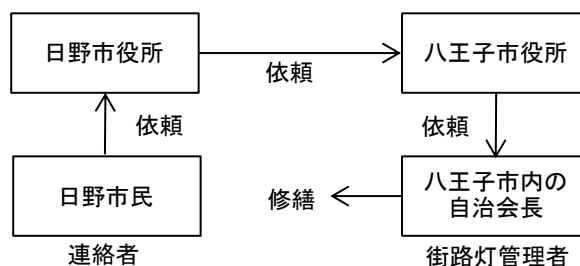 日野市役所
依頼
八王子市役所
依頼
依頼
日野市民
連絡者
修繕
八王子市内の
自治会長
街路灯管理者